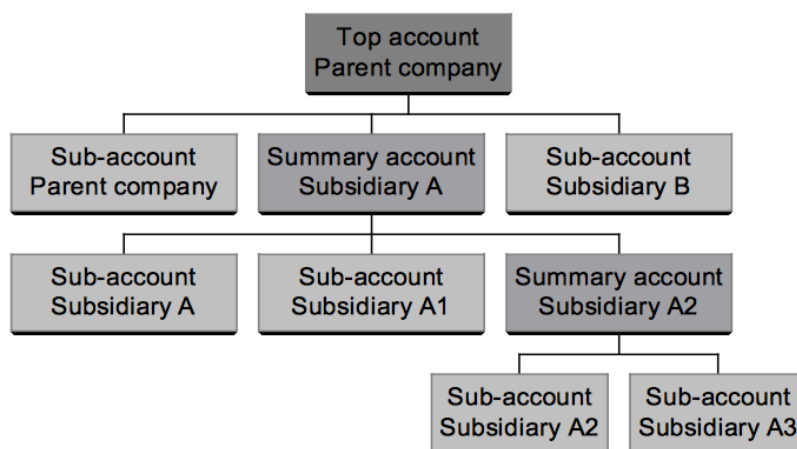 Top account
Parent company
Sub-account
Parent company
Summary account
Subsidiary A
Sub-account
Subsidiary B
Sub-account
Subsidiary A
Sub-account
Subsidiary A1
Summary account
Subsidiary A2
Sub-account
Subsidiary A2
Sub-account
Subsidiary A3